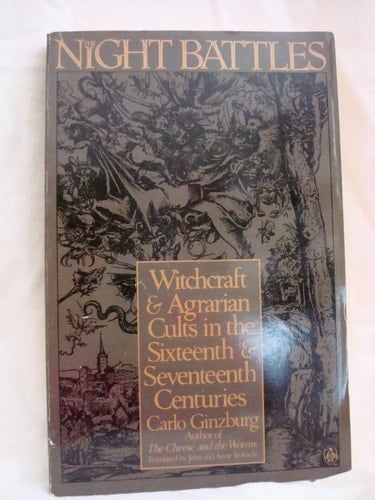 THE
NIGHT BATTLES
Witchcraft
& Agrarian
Cults in the
Sixteenth &
Seventeenth
Centuries
Carlo Ginzburg
Author of
The Cheese and the Worms
Translated by John and Anne Tedeschi